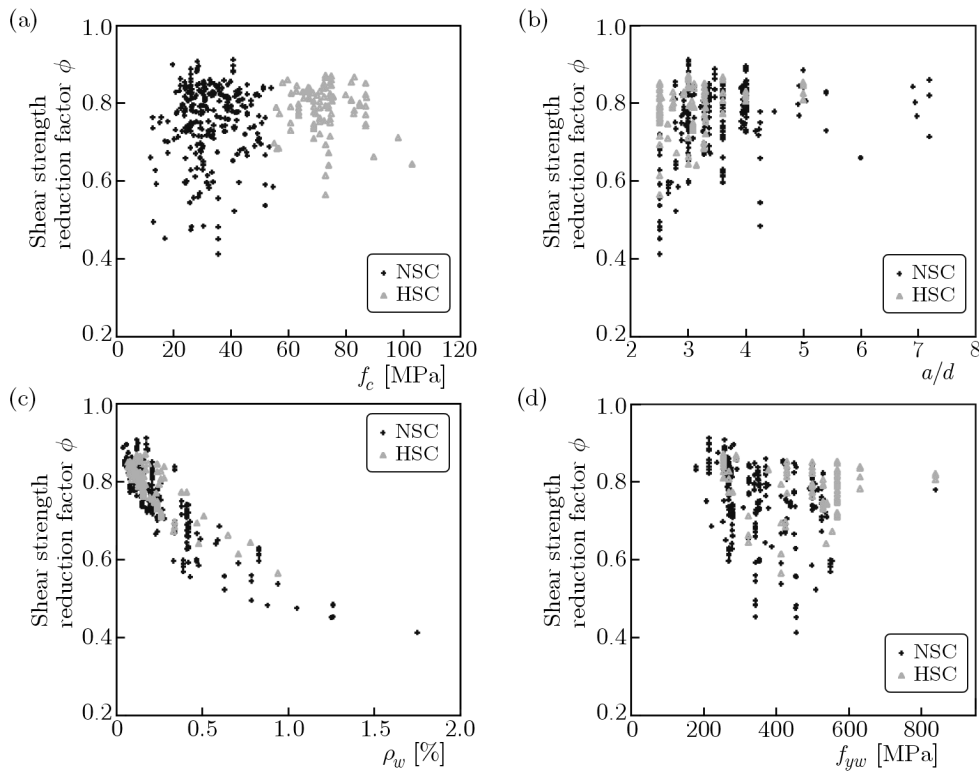 (a)
1.0
0.8
0.6
0.4
0.2
Shear strength
reduction factor ϕ
NSC
HSC
0 20 40 60 80 100 120
f_c [MPa]
(b)
1.0
0.8
0.6
0.4
0.2
Shear strength
reduction factor ϕ
NSC
HSC
2 3 4 5 6 7 8
a/d
(c)
1.0
0.8
0.6
0.4
0.2
Shear strength
reduction factor ϕ
NSC
HSC
0 0.5 1.0 1.5 2.0
ρ_w [%]
(d)
1.0
0.8
0.6
0.4
0.2
Shear strength
reduction factor ϕ
NSC
HSC
200 400 600 800
f_yw [MPa]